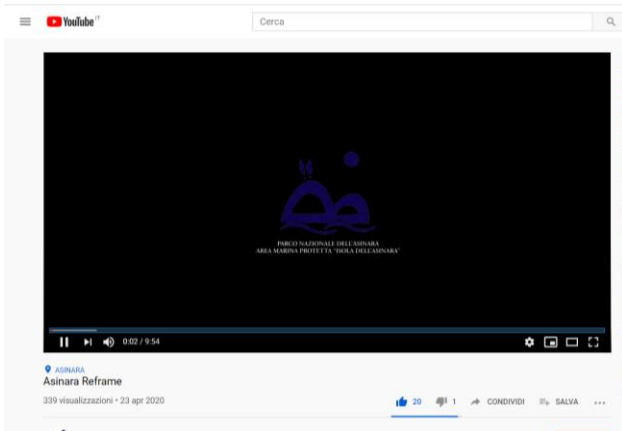 YouTube IT
Cerca
PARCO NAZIONALE DELL'ASINARA
AREA MARINA PROTETTA "ISOLA DELL'ASINARA"
0:02 / 9:54
ASINARA
Asinara Reframe
339 visualizzazioni • 23 apr 2020
20 1 CONDIVIDI SALVA